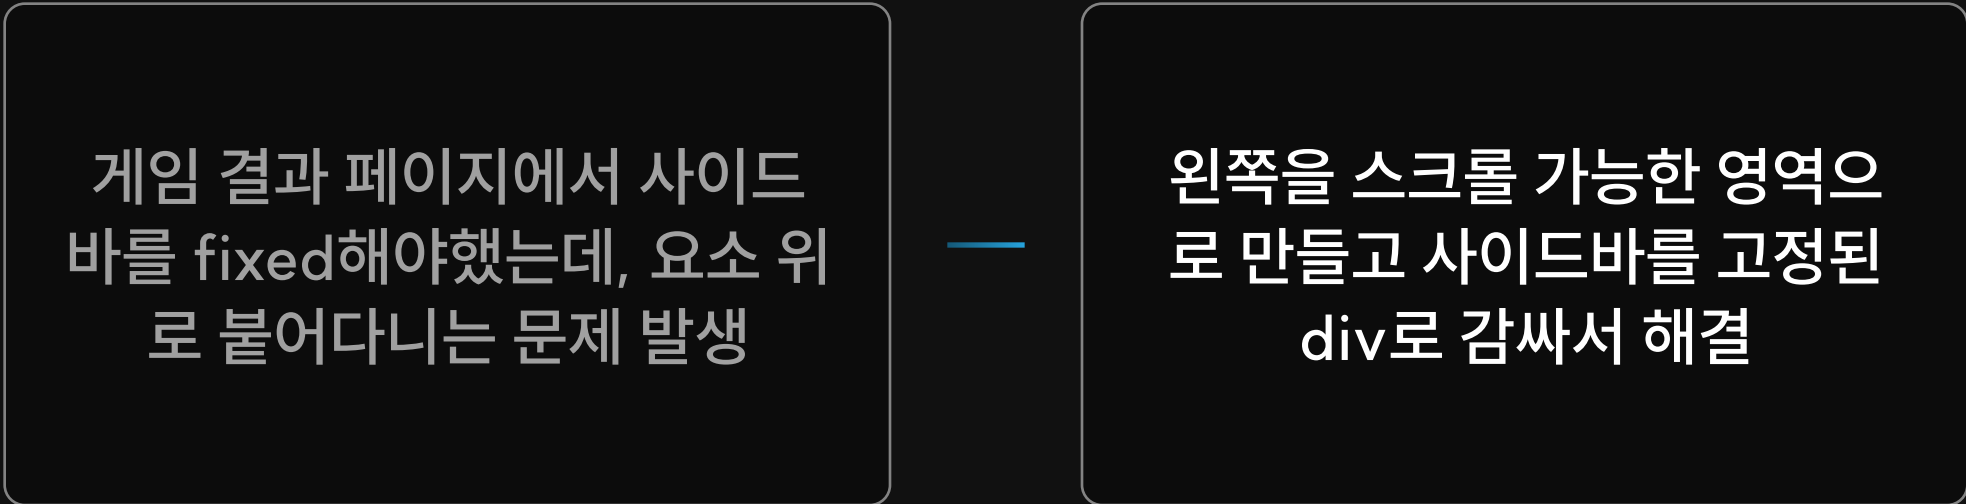 게임 결과 페이지에서 사이드
바를 fixed해야했는데, 요소 위
로 붙어다니는 문제 발생
왼쪽을 스크롤 가능한 영역으
로 만들고 사이드바를 고정된
div로 감싸서 해결